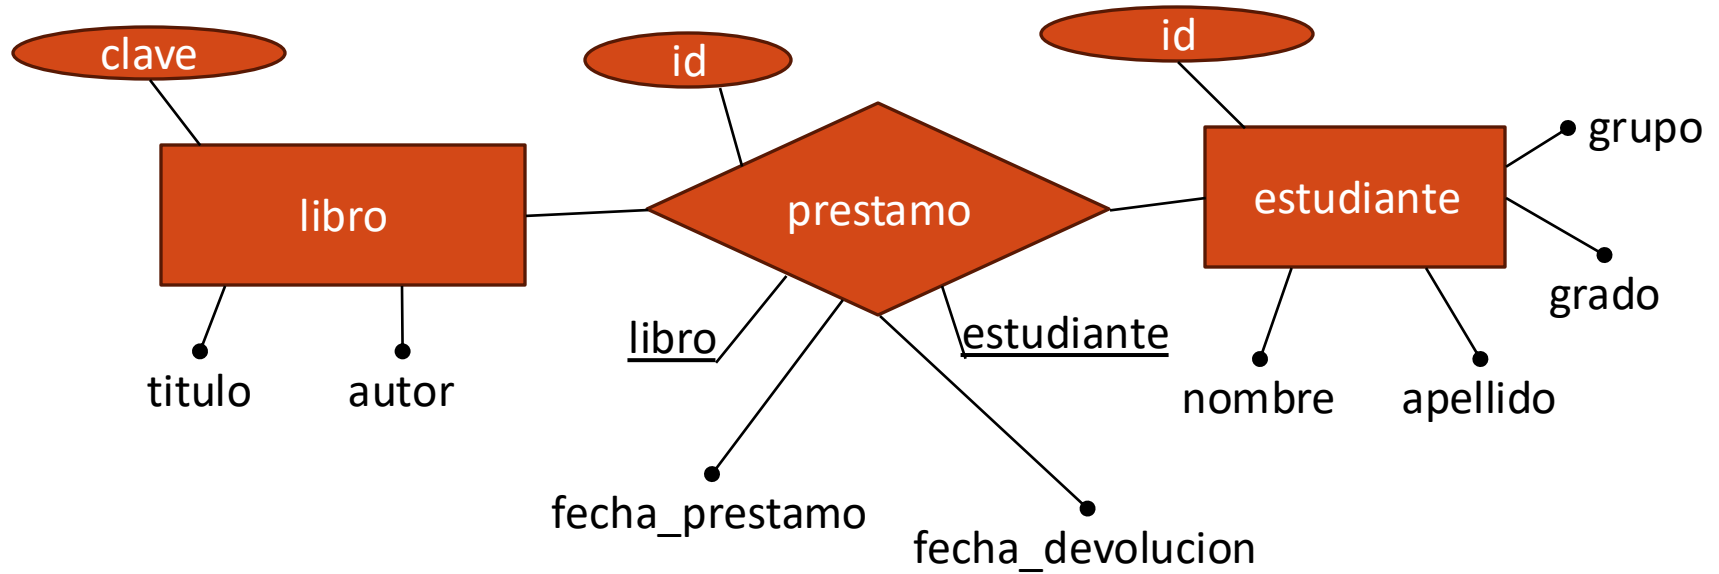 clave
id
id
grupo
libro
prestamo
estudiante
grado
libro
estudiante
titulo
autor
nombre
apellido
fecha_prestamo
fecha_devolucion